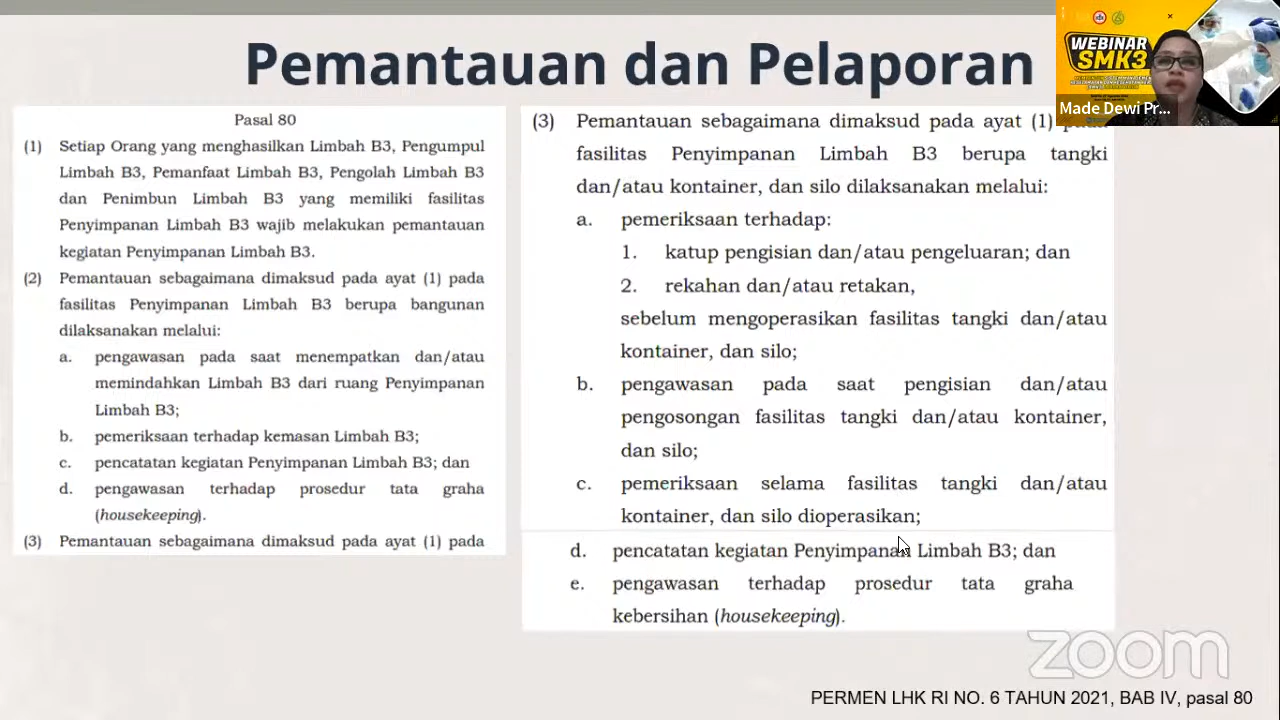 Pemantauan dan Pelaporan
WEBINAR
SMK3
Made Dewi Pr...
Pasal 80
(1) Setiap Orang yang menghasilkan Limbah B3, Pengumpul
Limbah B3, Pemanfaat Limbah B3, Pengolah Limbah B3
dan Penimbun Limbah B3 yang memiliki fasilitas
Penyimpanan Limbah B3 wajib melakukan pemantauan
kegiatan Penyimpanan Limbah B3.
(2) Pemantauan sebagaimana dimaksud pada ayat (1) pada
fasilitas Penyimpanan Limbah B3 berupa bangunan
dilaksanakan melalui:
a. pengawasan pada saat menempatkan dan/atau
memindahkan Limbah B3 dari ruang Penyimpanan
Limbah B3;
b. pemeriksaan terhadap kemasan Limbah B3;
c. pencatatan kegiatan Penyimpanan Limbah B3; dan
d. pengawasan terhadap prosedur tata graha
(housekeeping).
(3) Pemantauan sebagaimana dimaksud pada ayat (1) pada
(3) Pemantauan sebagaimana dimaksud pada ayat (1) pada
fasilitas Penyimpanan Limbah B3 berupa tangki
dan/atau kontainer, dan silo dilaksanakan melalui:
a. pemeriksaan terhadap:
1. katup pengisian dan/atau pengeluaran; dan
2. rekahan dan/atau retakan,
sebelum mengoperasikan fasilitas tangki dan/atau
kontainer, dan silo;
b. pengawasan pada saat pengisian dan/atau
pengosongan fasilitas tangki dan/atau kontainer,
dan silo;
c. pemeriksaan selama fasilitas tangki dan/atau
kontainer, dan silo dioperasikan;
d. pencatatan kegiatan Penyimpanan Limbah B3; dan
e. pengawasan terhadap prosedur tata graha
kebersihan (housekeeping).
zoom
PERMEN LHK RI NO. 6 TAHUN 2021, BAB IV, pasal 80